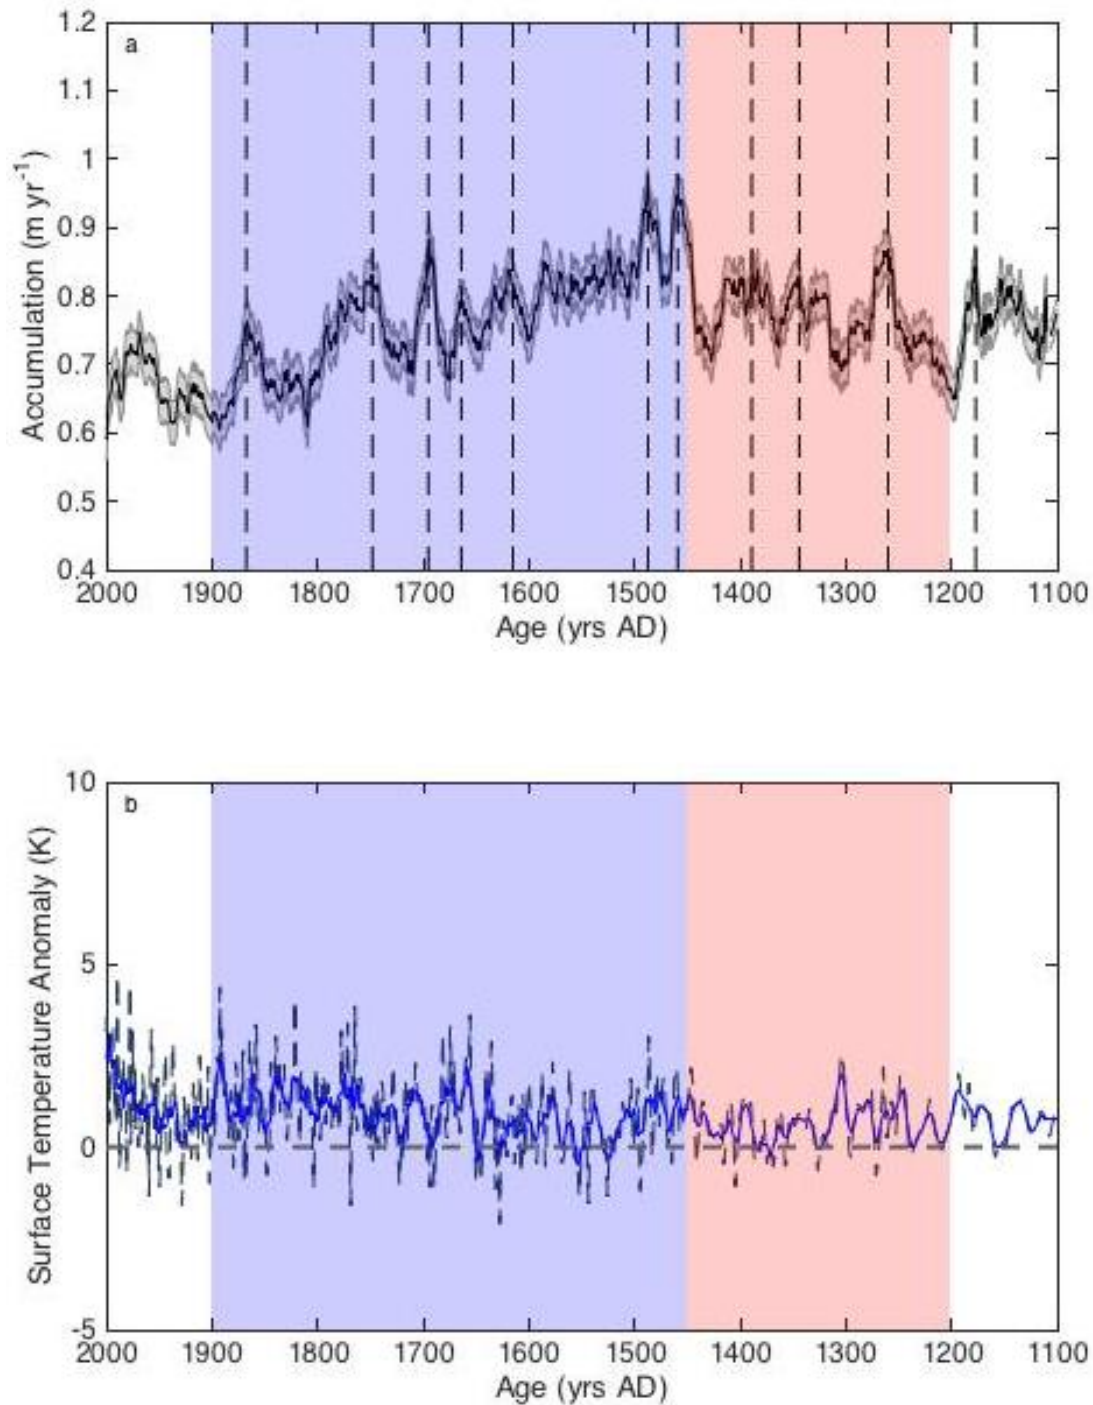 a
1.2
1.1
1
0.9
0.8
0.7
0.6
0.5
0.4
Accumulation (m yr⁻¹)
2000 1900 1800 1700 1600 1500 1400 1300 1200 1100
Age (yrs AD)
b
10
5
0
-5
Surface Temperature Anomaly (K)
2000 1900 1800 1700 1600 1500 1400 1300 1200 1100
Age (yrs AD)